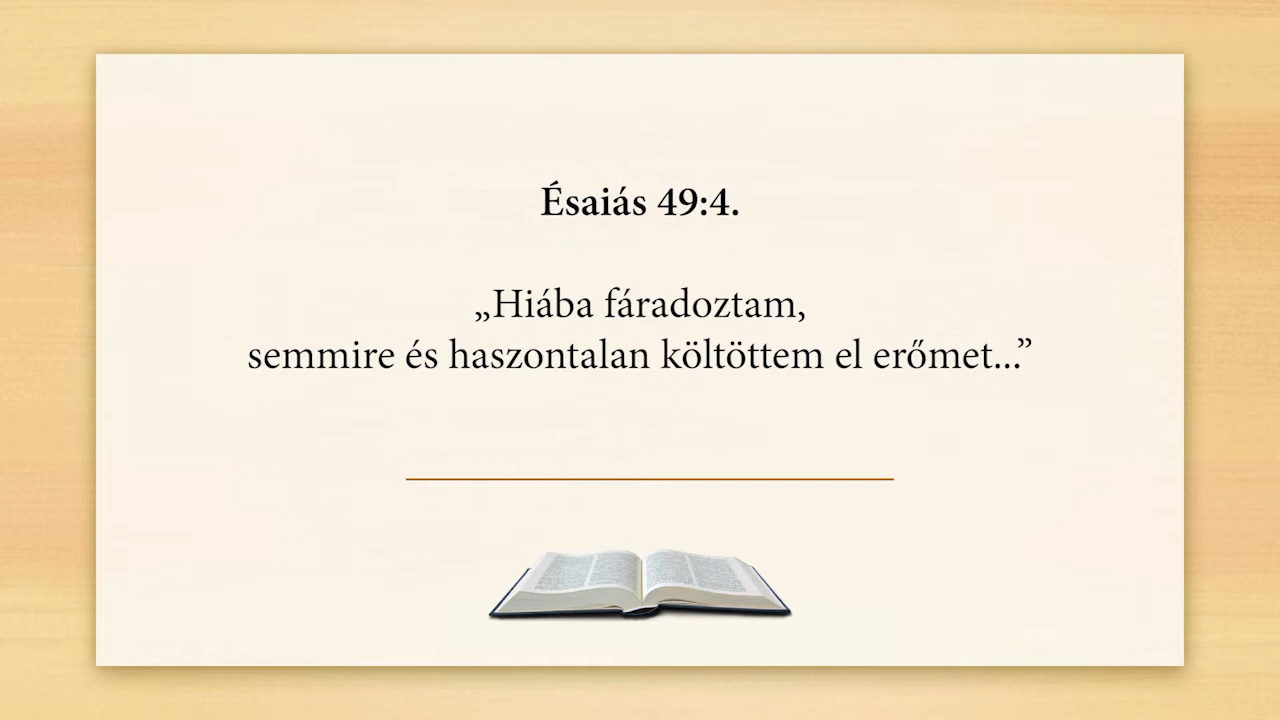 Ésaiás 49:4.
„Hiába fáradoztam,
semmire és haszontalan költöttem el erőmet...”